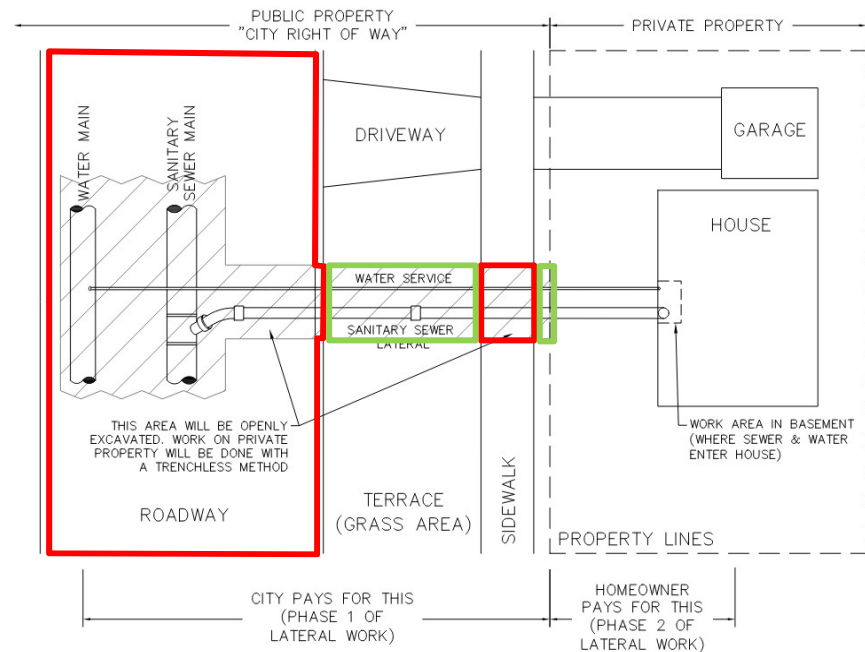 PUBLIC PROPERTY
"CITY RIGHT OF WAY"
PRIVATE PROPERTY
WATER MAIN
SANITARY
SEWER MAIN
DRIVEWAY
GARAGE
HOUSE
WATER SERVICE
SANITARY SEWER
LATERAL
THIS AREA WILL BE OPENLY
EXCAVATED. WORK ON PRIVATE
PROPERTY WILL BE DONE WITH
A TRENCHLESS METHOD
WORK AREA IN BASEMENT
(WHERE SEWER & WATER
ENTER HOUSE)
ROADWAY
TERRACE
(GRASS AREA)
SIDEWALK
PROPERTY LINES
CITY PAYS FOR THIS
(PHASE 1 OF
LATERAL WORK)
HOMEOWNER
PAYS FOR THIS
(PHASE 2 OF
LATERAL WORK)